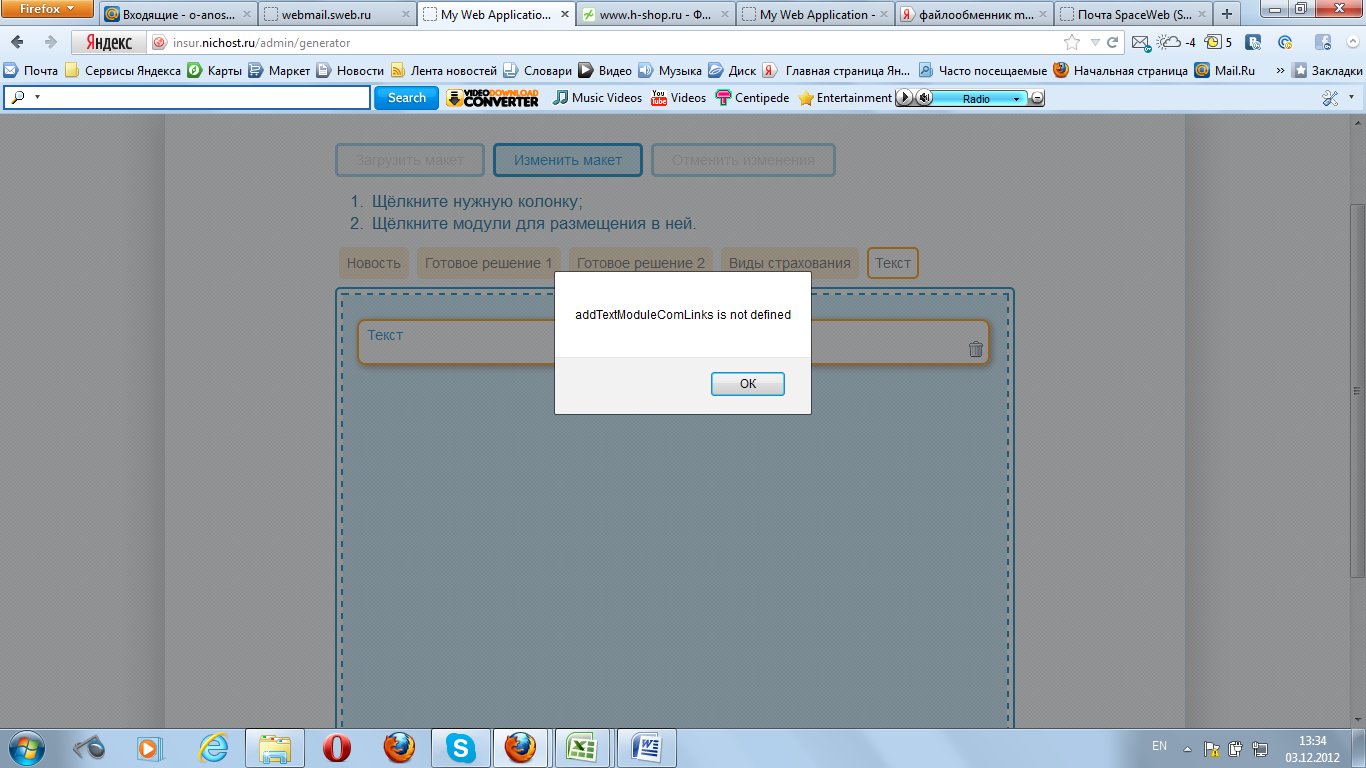 Firefox
Входящие - o-anos...
webmail.sweb.ru
My Web Applicatio...
www.h-shop.ru - Ф...
My Web Application -
файлообменник m...
Почта SpaceWeb (S...
Яндекс insur.nichost.ru/admin/generator -4 5
Почта Сервисы Яндекса Карты Маркет Новости Лента новостей Словари Видео Музыка Диск Главная страница Ян... Часто посещаемые Начальная страница Mail.Ru » Закладки
Search VIDEO DOWNLOAD CONVERTER Music Videos Videos Centipede Entertainment Radio
Загрузить макет Изменить макет Отменить изменения
1. Щёлкните нужную колонку;
2. Щёлкните модули для размещения в ней.
Новость Готовое решение 1 Готовое решение 2 Виды страхования Текст
Текст
addTextModuleComLinks is not defined
OK
EN
13:34
03.12.2012